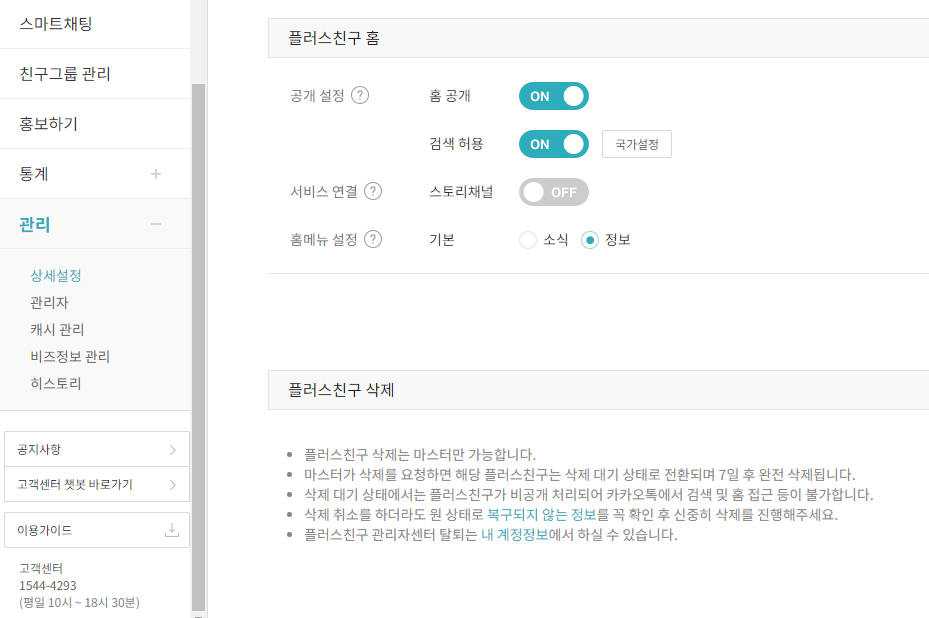 스마트채팅
친구그룹 관리
홍보하기
통계
관리
상세설정
관리자
캐시 관리
비즈정보 관리
히스토리
공지사항
고객센터 챗봇 바로가기
이용가이드
고객센터
1544-4293
(평일 10시 ~ 18시 30분)
플러스친구 홈
공개 설정 ? 홈 공개 ON
검색 허용 ON 국가설정
서비스 연결 ? 스토리채널 OFF
홈메뉴 설정 ? 기본 소식 정보
플러스친구 삭제
플러스친구 삭제는 마스터만 가능합니다.
마스터가 삭제를 요청하면 해당 플러스친구는 삭제 대기 상태로 전환되며 7일 후 완전 삭제됩니다.
삭제 대기 상태에서는 플러스친구가 비공개 처리되어 카카오톡에서 검색 및 홈 접근 등이 불가합니다.
삭제 취소를 하더라도 원 상태로 복구되지 않는 정보를 꼭 확인 후 신중히 삭제를 진행해주세요.
플러스친구 관리자센터 탈퇴는 내 계정정보에서 하실 수 있습니다.